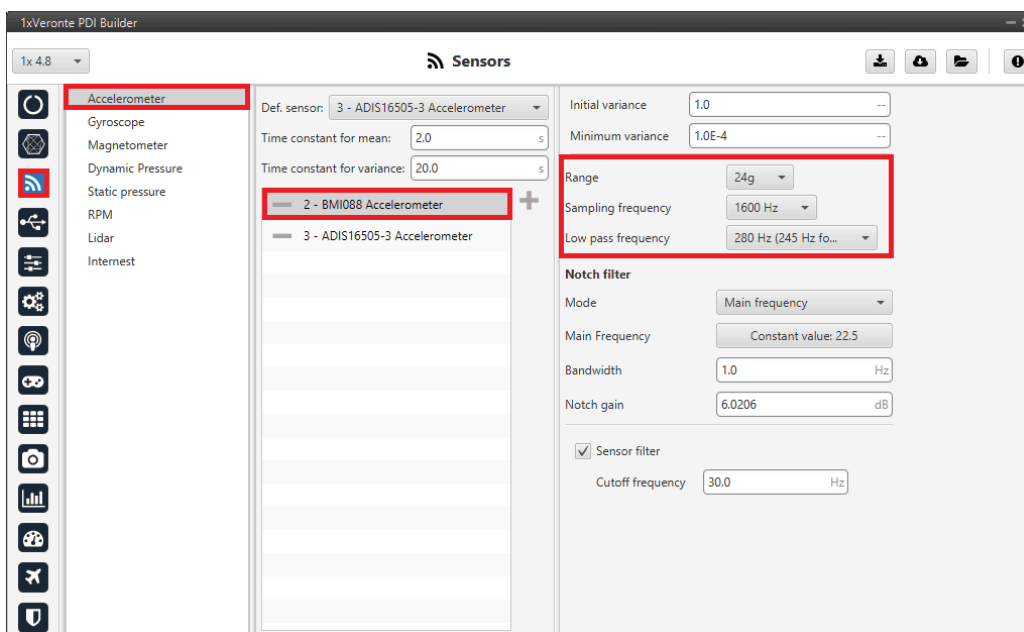 1xVeronte PDI Builder
1x 4.8
Sensors
Accelerometer
Gyroscope
Magnetometer
Dynamic Pressure
Static pressure
RPM
Lidar
Internest
Def. sensor: 3 - ADIS16505-3 Accelerometer
Time constant for mean: 2.0 s
Time constant for variance: 20.0 s
2 - BMI088 Accelerometer
3 - ADIS16505-3 Accelerometer
Initial variance 1.0 --
Minimum variance 1.0E-4 --
Range 24g
Sampling frequency 1600 Hz
Low pass frequency 280 Hz (245 Hz fo...
Notch filter
Mode Main frequency
Main Frequency Constant value: 22.5
Bandwidth 1.0 Hz
Notch gain 6.0206 dB
Sensor filter
Cutoff frequency 30.0 Hz